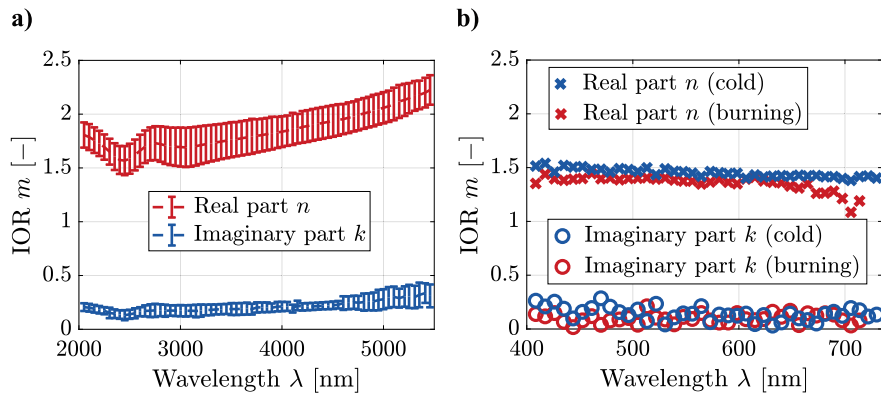 a)
2.5
2
1.5
1
0.5
0
IOR m [−]
Real part n
Imaginary part k
2000 3000 4000 5000
Wavelength λ [nm]
b)
2.5
2
1.5
1
0.5
0
IOR m [−]
Real part n (cold)
Real part n (burning)
Imaginary part k (cold)
Imaginary part k (burning)
400 500 600 700
Wavelength λ [nm]